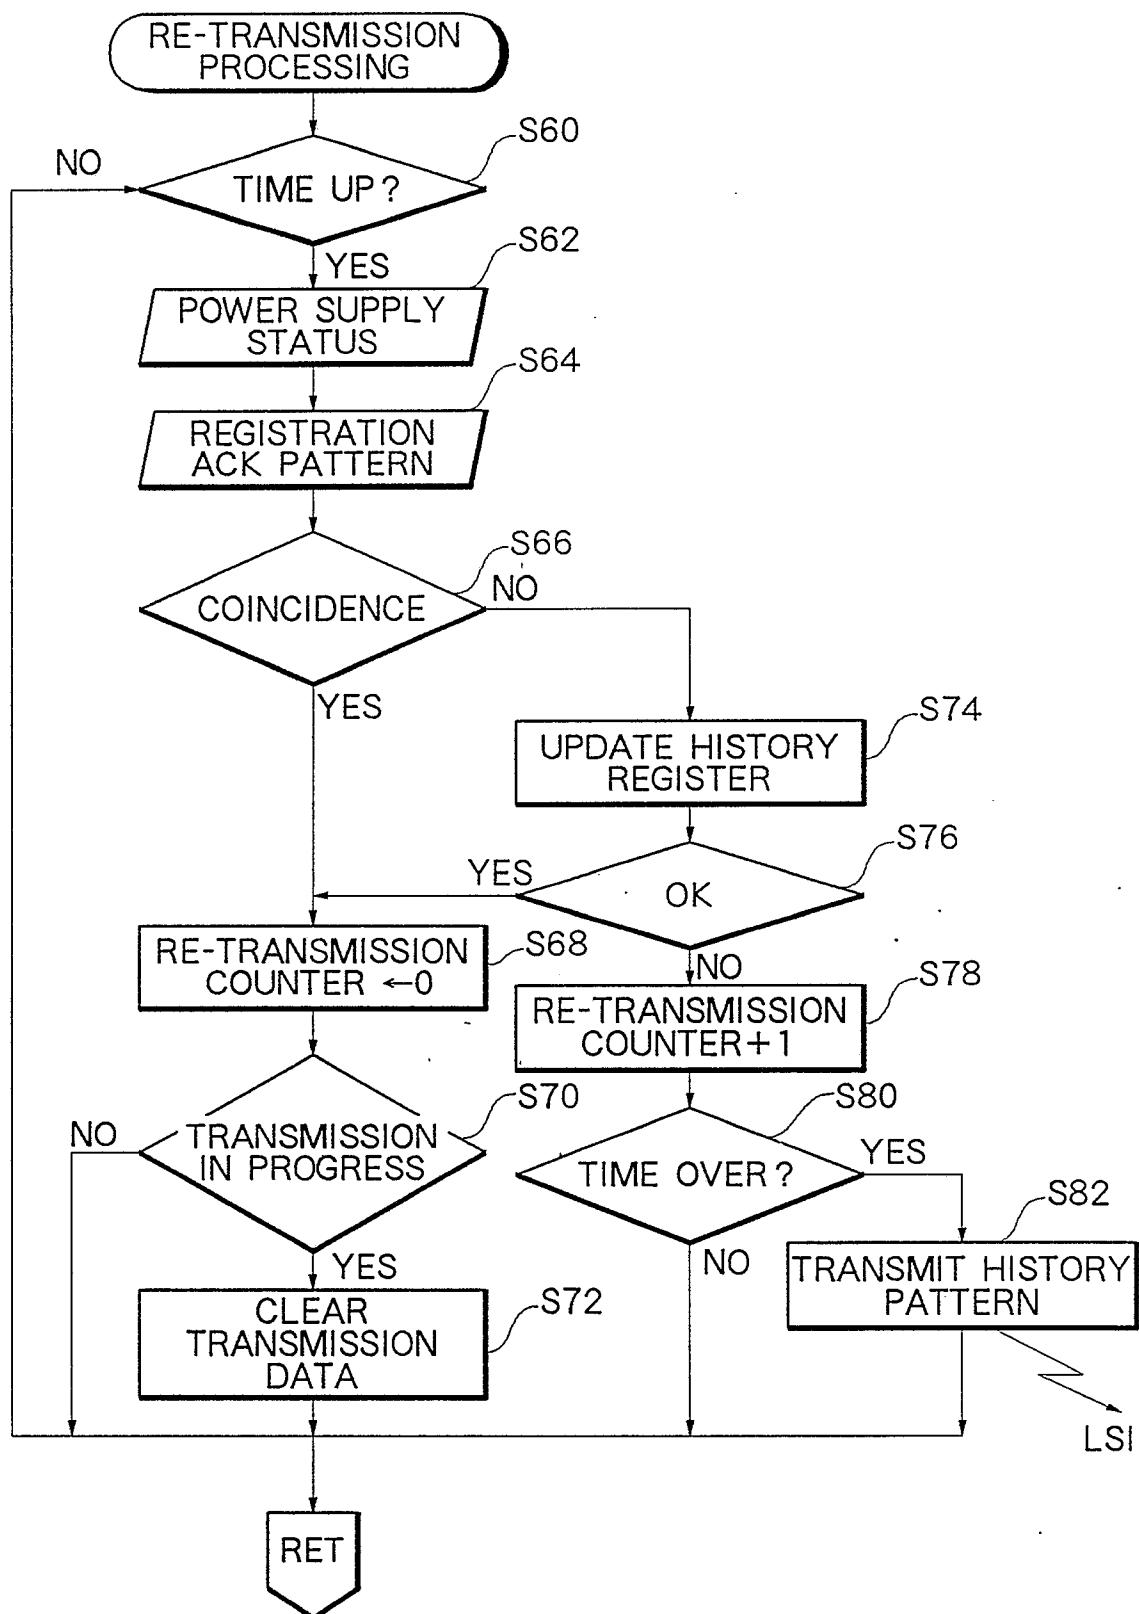 RE-TRANSMISSION
PROCESSING
S60
NO
TIME UP?
S62
YES
POWER SUPPLY
STATUS
S64
REGISTRATION
ACK PATTERN
S66
NO
COINCIDENCE
YES
S74
UPDATE HISTORY
REGISTER
S76
YES
OK
RE-TRANSMISSION
COUNTER ←0
S68
NO
S78
RE-TRANSMISSION
COUNTER+1
S70
S80
NO
TRANSMISSION
IN PROGRESS
TIME OVER?
YES
S82
YES
NO
TRANSMIT HISTORY
PATTERN
CLEAR
TRANSMISSION
DATA
S72
LSI
RET